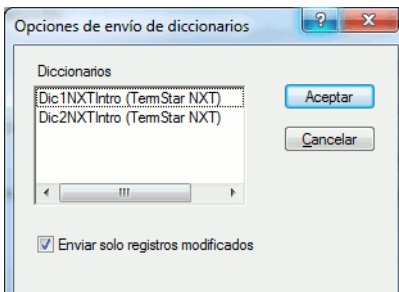 Opciones de envío de diccionarios
Diccionarios
Dic1NXTIntro (TermStar NXT)
Dic2NXTIntro (TermStar NXT)
Aceptar
Cancelar
Enviar solo registros modificados